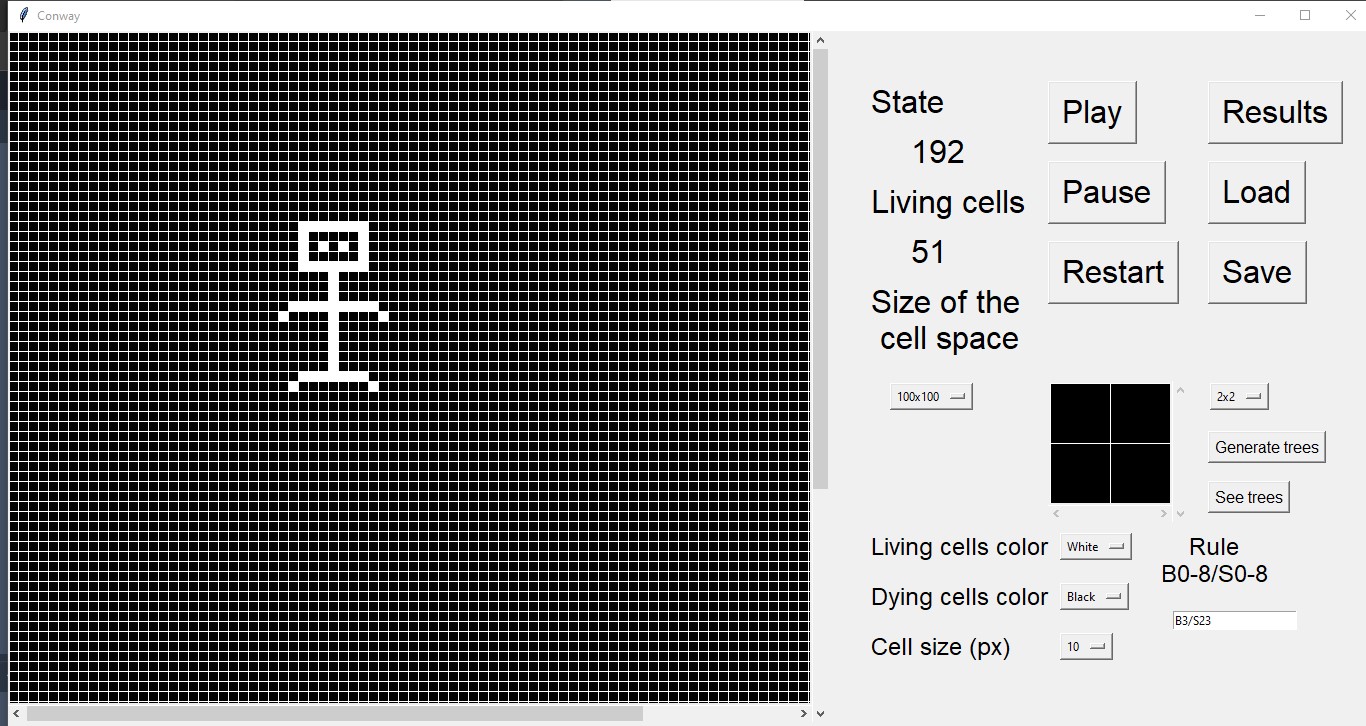 Conway
State
192
Living cells
51
Size of the
cell space
100x100
Play
Pause
Restart
Results
Load
Save
2x2
Generate trees
See trees
Living cells color
White
Dying cells color
Black
Cell size (px)
10
Rule
B0-8/S0-8
B3/S23